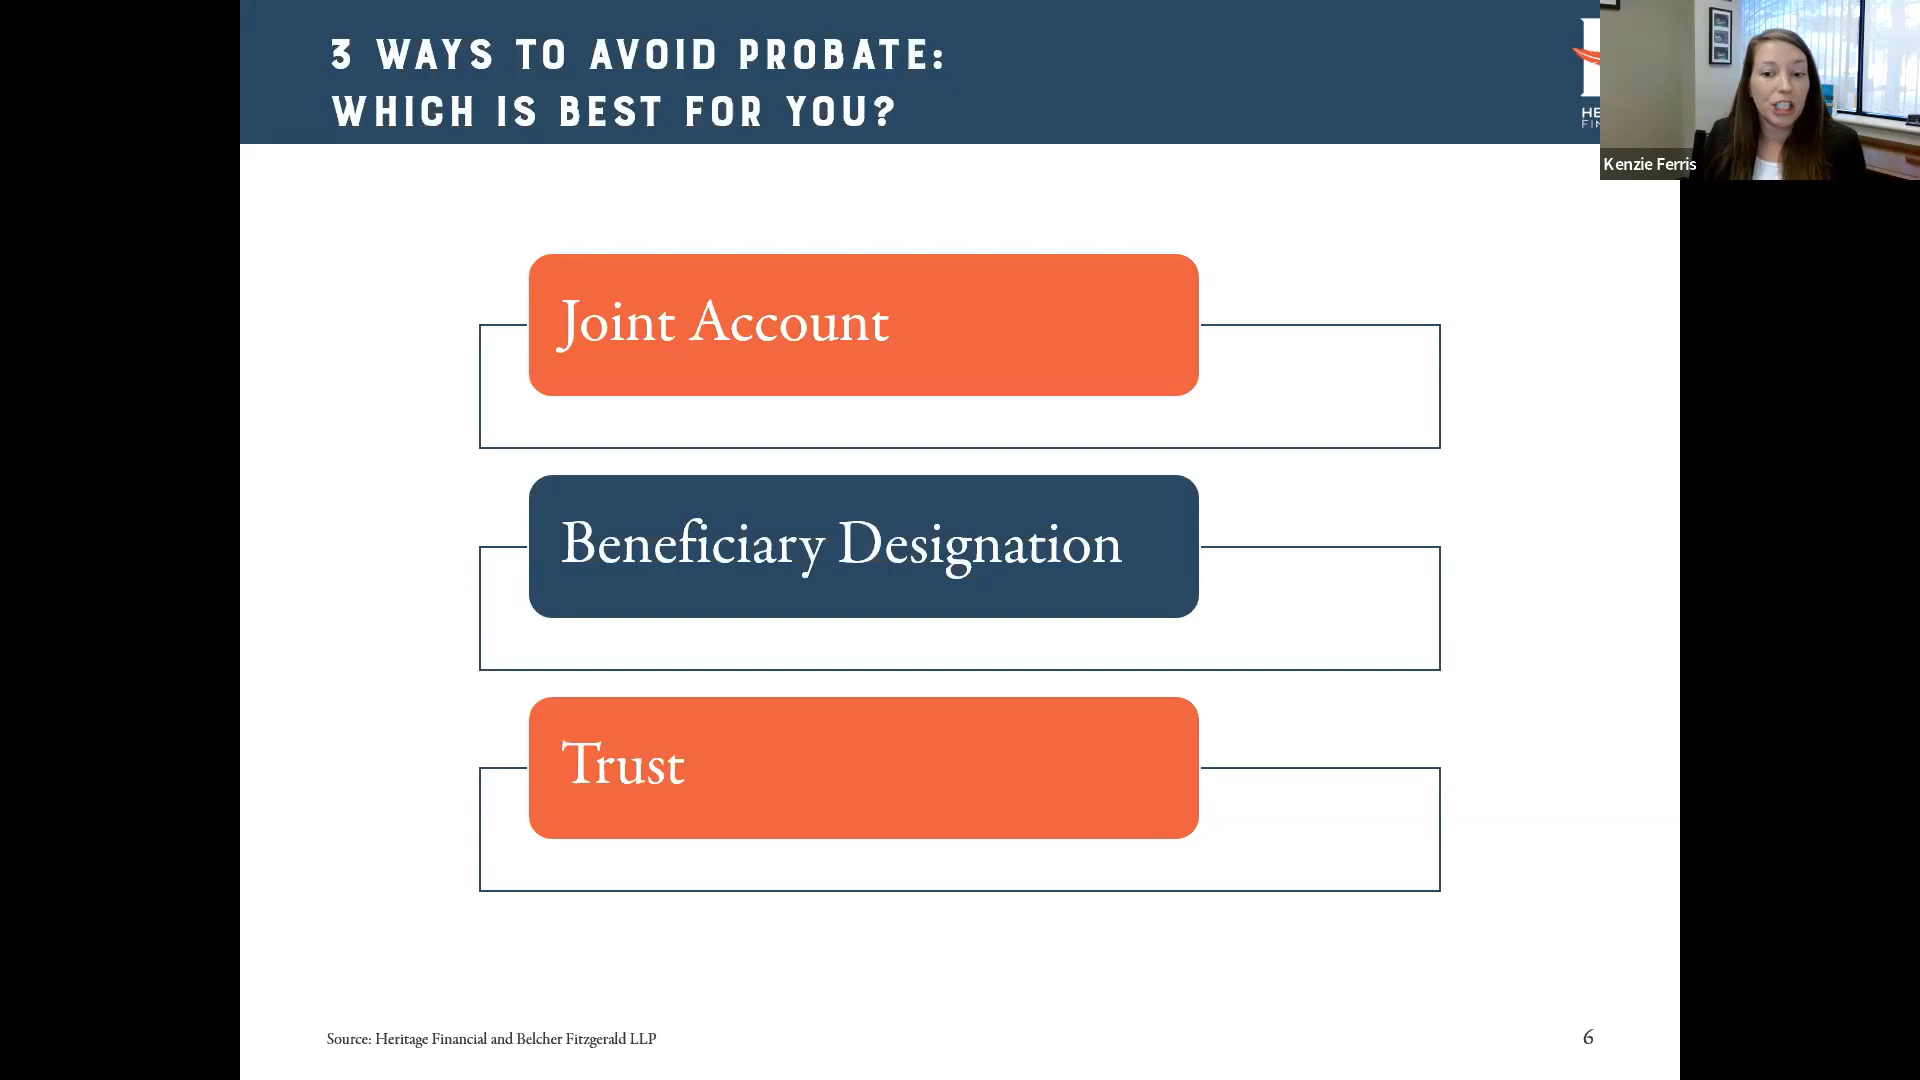 3 WAYS TO AVOID PROBATE:
WHICH IS BEST FOR YOU?
Kenzie Ferris
Joint Account
Beneficiary Designation
Trust
Source: Heritage Financial and Belcher Fitzgerald LLP
6